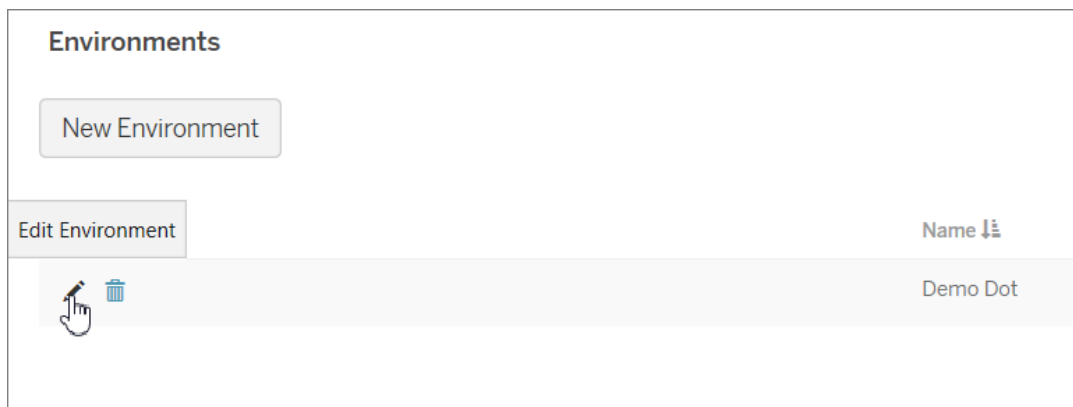 Environments
New Environment
Edit Environment
Name
Demo Dot